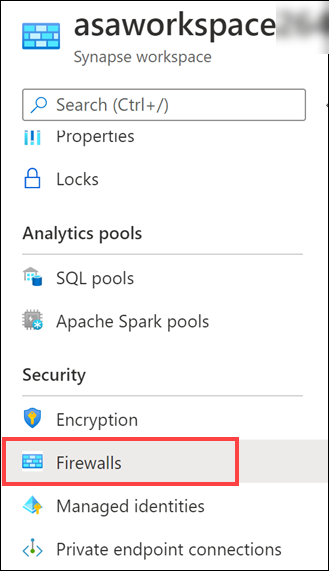 asaworkspace
Synapse workspace
Search (Ctrl+/)
Properties
Locks
Analytics pools
SQL pools
Apache Spark pools
Security
Encryption
Firewalls
Managed identities
Private endpoint connections